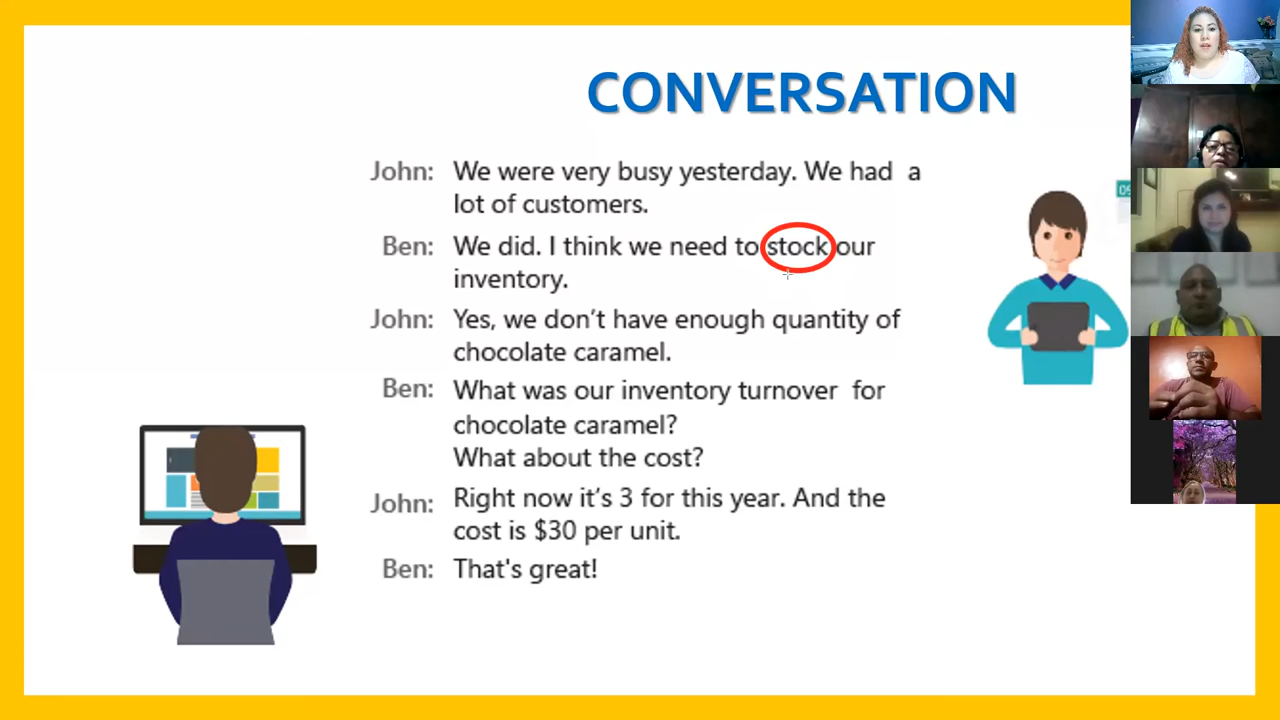 CONVERSATION
John: We were very busy yesterday. We had a
lot of customers.
Ben: We did. I think we need to stock our
inventory.
John: Yes, we don't have enough quantity of
chocolate caramel.
Ben: What was our inventory turnover for
chocolate caramel?
What about the cost?
John: Right now it's 3 for this year. And the
cost is $30 per unit.
Ben: That's great!